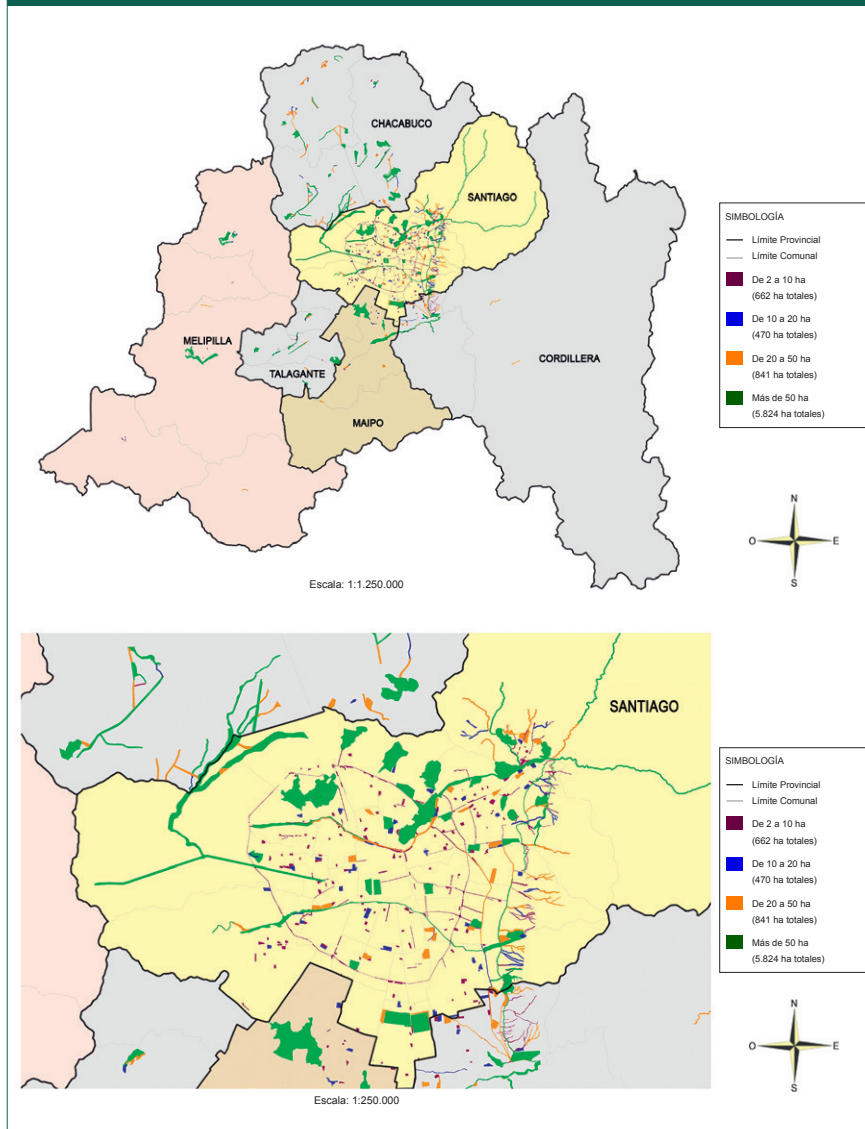 CHACABUCO
SANTIAGO
MELIPILLA
TALAGANTE
CORDILLERA
MAIPO
SIMBOLOGÍA
Límite Provincial
Límite Comunal
De 2 a 10 ha
(662 ha totales)
De 10 a 20 ha
(470 ha totales)
De 20 a 50 ha
(841 ha totales)
Más de 50 ha
(5.824 ha totales)
N
O E
S
Escala: 1:1.250.000
SANTIAGO
SIMBOLOGÍA
Límite Provincial
Límite Comunal
De 2 a 10 ha
(662 ha totales)
De 10 a 20 ha
(470 ha totales)
De 20 a 50 ha
(841 ha totales)
Más de 50 ha
(5.824 ha totales)
N
O E
S
Escala: 1:250.000